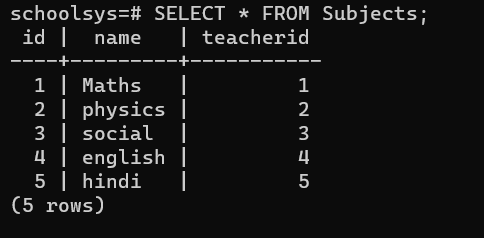 schoolsys=# SELECT * FROM Subjects;
 id |  name   | teacherid
----+---------+-----------
  1 | Maths   |         1
  2 | physics |         2
  3 | social  |         3
  4 | english |         4
  5 | hindi   |         5
(5 rows)